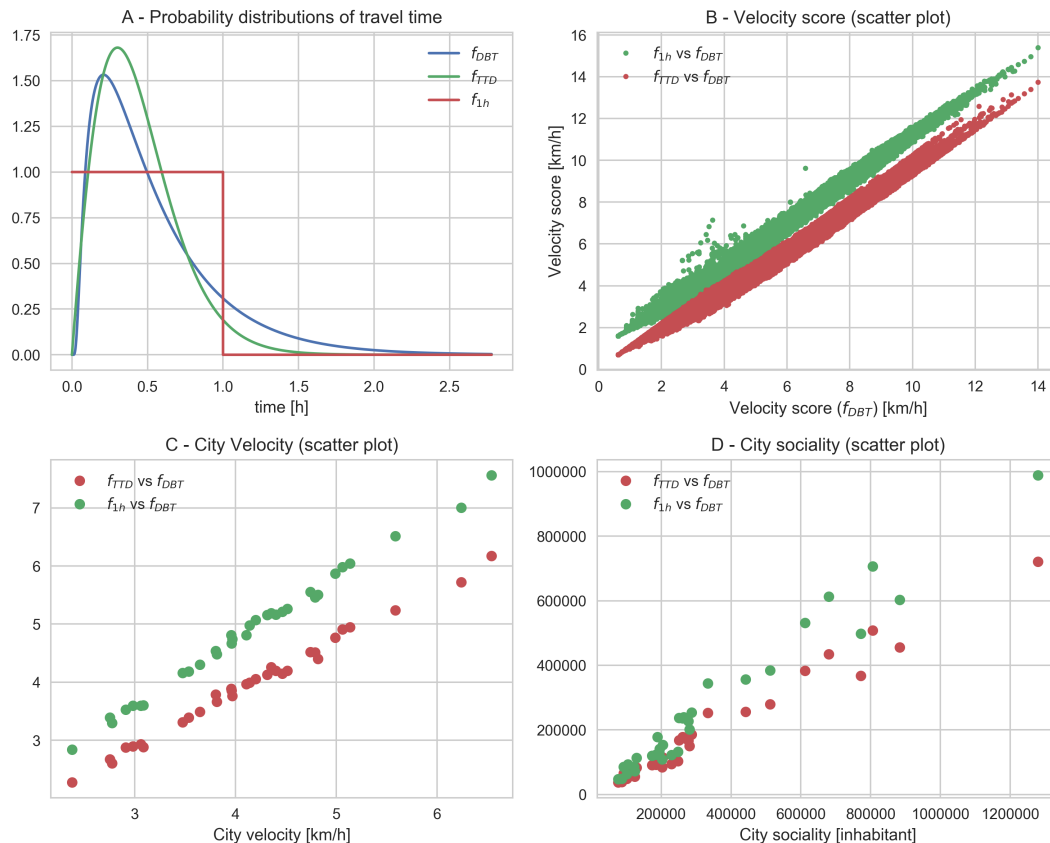 A - Probability distributions of travel time
1.75
1.50
1.25
1.00
0.75
0.50
0.25
0.00
f_DBT
f_TTD
f_1h
0.0 0.5 1.0 1.5 2.0 2.5
time [h]
B - Velocity score (scatter plot)
Velocity score [km/h]
16
14
12
10
8
6
4
2
0
f_1h vs f_DBT
f_TTD vs f_DBT
0 2 4 6 8 10 12 14
Velocity score (f_DBT) [km/h]
C - City Velocity (scatter plot)
7
6
5
4
3
f_TTD vs f_DBT
f_1h vs f_DBT
3 4 5 6
City velocity [km/h]
D - City sociality (scatter plot)
1000000
800000
600000
400000
200000
0
f_TTD vs f_DBT
f_1h vs f_DBT
200000 400000 600000 800000 1000000 1200000
City sociality [inhabitant]